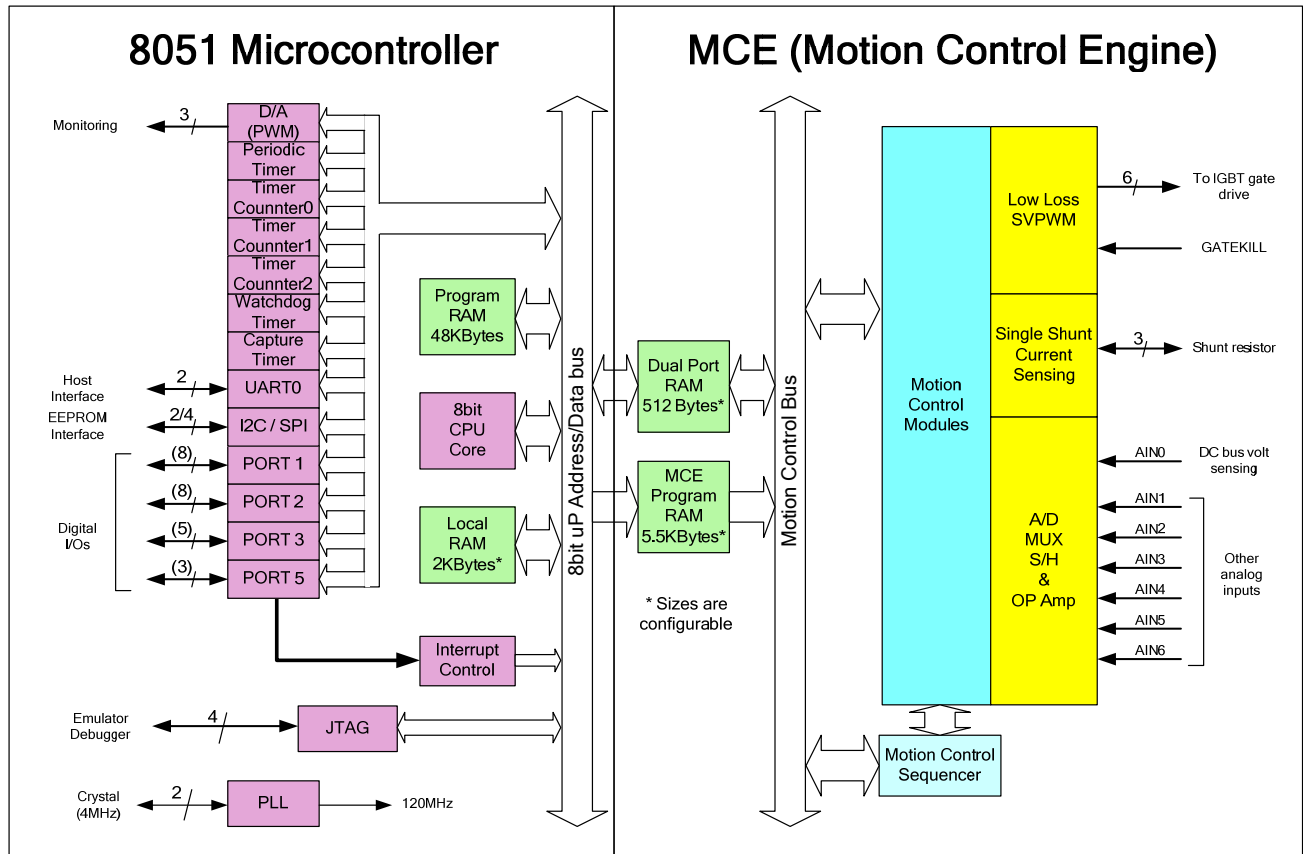 8051 Microcontroller
MCE (Motion Control Engine)
Monitoring
3
D/A
(PWM)
Periodic
Timer
Timer
Counnter0
Timer
Counnter1
Timer
Counnter2
Watchdog
Timer
Capture
Timer
Host
Interface
2
UART0
EEPROM
Interface
2/4
I2C / SPI
Digital
I/Os
(8)
PORT 1
(8)
PORT 2
(5)
PORT 3
(3)
PORT 5
Program
RAM
48KBytes
8bit
CPU
Core
Local
RAM
2KBytes*
Interrupt
Control
Emulator
Debugger
4
JTAG
Crystal
(4MHz)
2
PLL
120MHz
8bit uP Address/Data bus
Dual Port
RAM
512 Bytes*
MCE
Program
RAM
5.5KBytes*
* Sizes are
configurable
Motion Control Bus
Motion
Control
Modules
Low Loss
SVPWM
6
To IGBT gate
drive
GATEKILL
Single Shunt
Current
Sensing
3
Shunt resistor
A/D
MUX
S/H
&
OP Amp
AIN0
DC bus volt
sensing
AIN1
AIN2
AIN3
AIN4
AIN5
AIN6
Other
analog
inputs
Motion Control
Sequencer